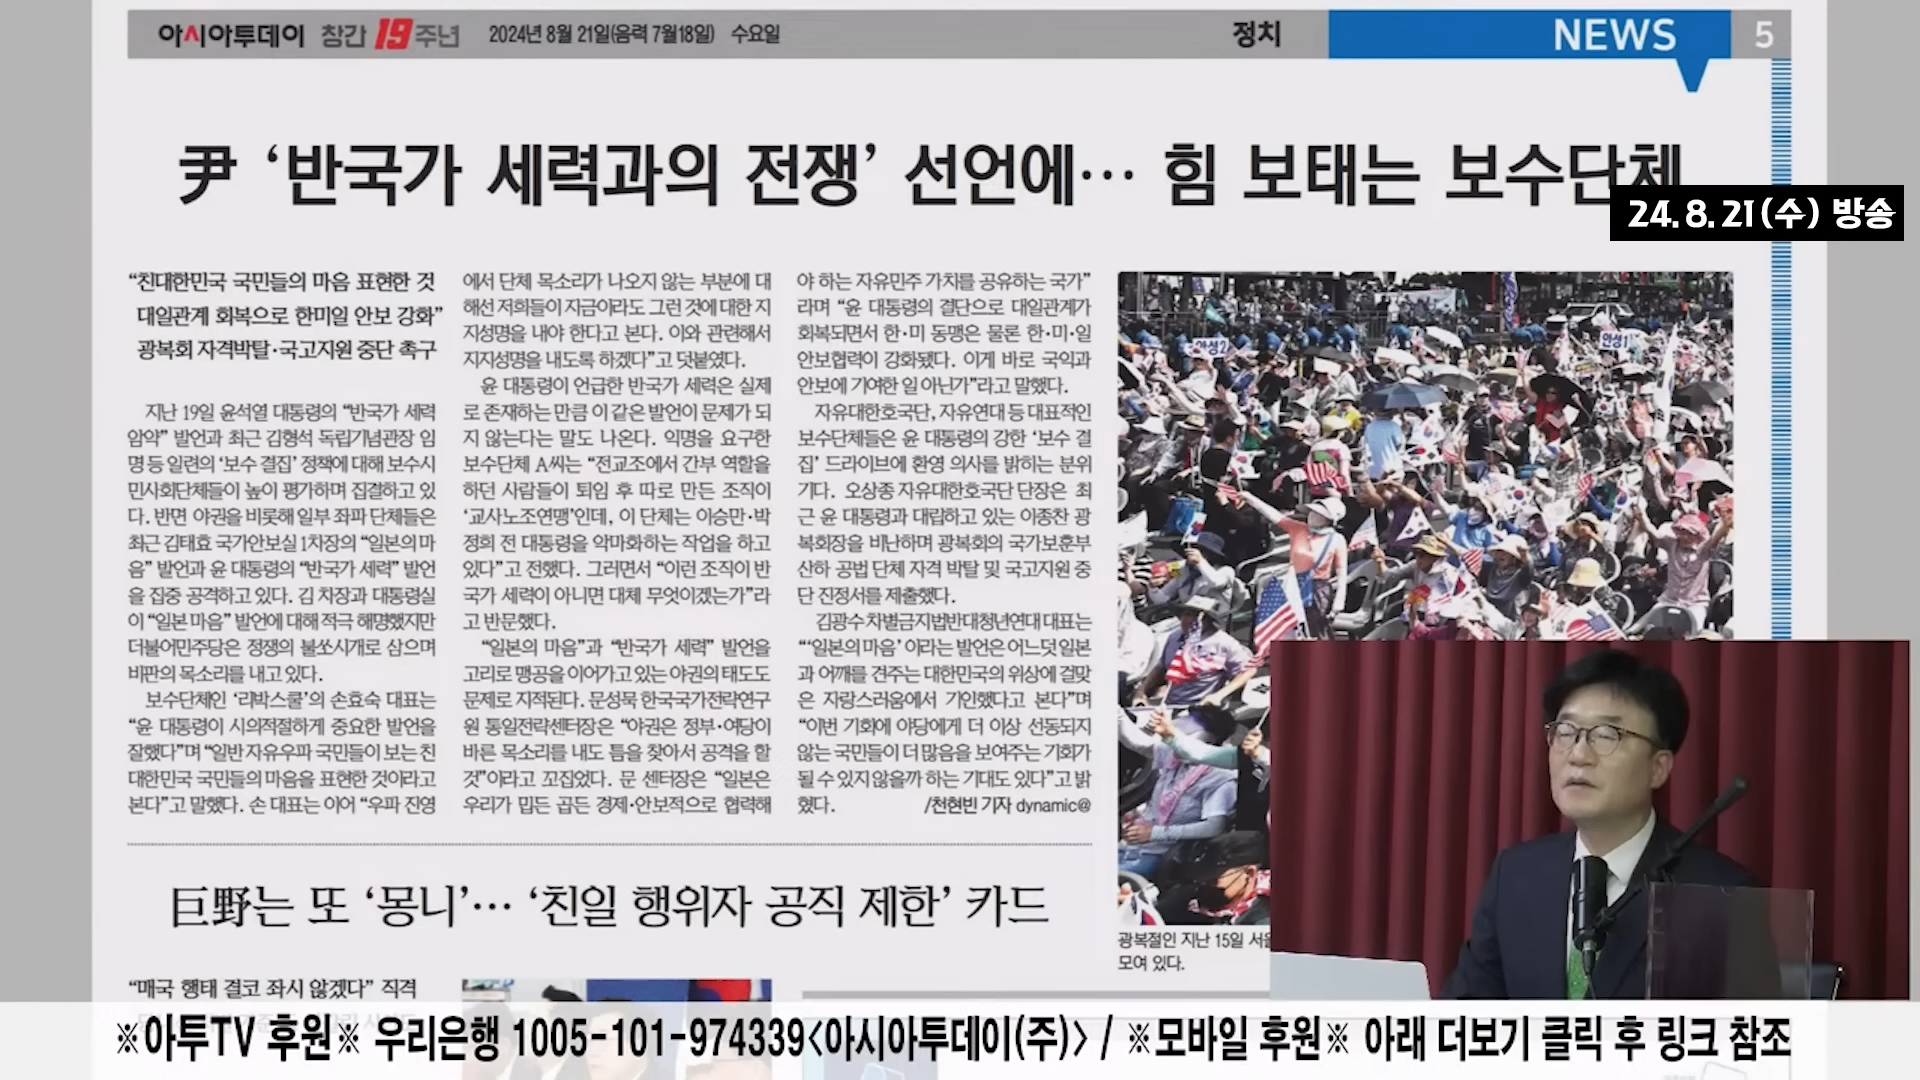 아시아투데이 창간 19주년 2024년 8월 21일(음력 7월18일) 수요일 정치 NEWS 5
尹 ‘반국가 세력과의 전쟁’ 선언에… 힘 보태는 보수단체
24. 8. 21(수) 방송
“친대한민국 국민들의 마음 표현한 것
대일관계 회복으로 한미일 안보 강화”
광복회 자격박탈·국고지원 중단 촉구
지난 19일 윤석열 대통령의 “반국가 세력
암약” 발언과 최근 김형석 독립기념관장 임
명 등 일련의 ‘보수 결집’ 정책에 대해 보수시
민사회단체들이 높이 평가하며 집결하고 있
다. 반면 야권을 비롯해 일부 좌파 단체들은
최근 김태효 국가안보실 1차장의 “일본의 마
음” 발언과 윤 대통령의 “반국가 세력” 발언
을 집중 공격하고 있다. 김 차장과 대통령실
이 “일본 마음” 발언에 대해 적극 해명했지만
더불어민주당은 정쟁의 불쏘시개로 삼으며
비판의 목소리를 내고 있다.
보수단체인 ‘리박스쿨’의 손효숙 대표는
“윤 대통령이 시의적절하게 중요한 발언을
잘했다”며 “일반 자유우파 국민들이 보는 친
대한민국 국민들의 마음을 표현한 것이라고
본다”고 말했다. 손 대표는 이어 “우파 진영
에서 단체 목소리가 나오지 않는 부분에 대
해선 저희들이 지금이라도 그런 것에 대한 지
지성명을 내야 한다고 본다. 이와 관련해서
지지성명을 내도록 하겠다”고 덧붙였다.
윤 대통령이 언급한 반국가 세력은 실제
로 존재하는 만큼 이 같은 발언이 문제가 되
지 않는다는 말도 나온다. 익명을 요구한
보수단체 A씨는 “전교조에서 간부 역할을
하던 사람들이 퇴임 후 따로 만든 조직이
‘교사노조연맹’인데, 이 단체는 이승만·박
정희 전 대통령을 악마화하는 작업을 하고
있다”고 전했다. 그러면서 “이런 조직이 반
국가 세력이 아니면 대체 무엇이겠는가”라
고 반문했다.
“일본의 마음”과 “반국가 세력” 발언을
고리로 맹공을 이어가고 있는 야권의 태도도
문제로 지적된다. 문성묵 한국국가전략연구
원 통일전략센터장은 “야권은 정부·여당이
바른 목소리를 내도 틈을 찾아서 공격을 할
것”이라고 꼬집었다. 문 센터장은 “일본은
우리가 밉든 곱든 경제·안보적으로 협력해
야 하는 자유민주 가치를 공유하는 국가”
라며 “윤 대통령의 결단으로 대일관계가
회복되면서 한·미 동맹은 물론 한·미·일
안보협력이 강화됐다. 이게 바로 국익과
안보에 기여한 일 아닌가”라고 말했다.
자유대한호국단, 자유연대 등 대표적인
보수단체들은 윤 대통령의 강한 ‘보수 결
집’ 드라이브에 환영 의사를 밝히는 분위
기다. 오상종 자유대한호국단 단장은 최
근 윤 대통령과 대립하고 있는 이종찬 광
복회장을 비난하며 광복회의 국가보훈부
산하 공법 단체 자격 박탈 및 국고지원 중
단 진정서를 제출했다.
김광수 차별금지법반대청년연대 대표는
“‘일본의 마음’ 이라는 발언은 어느덧 일본
과 어깨를 견주는 대한민국의 위상에 걸맞
은 자랑스러움에서 기인했다고 본다”며
“이번 기회에 야당에게 더 이상 선동되지
않는 국민들이 더 많음을 보여주는 기회가
될 수 있지 않을까 하는 기대도 있다”고 밝
혔다. /천현빈 기자 dynamic@
안성2
안성1
광복절인 지난 15일 서울
모여 있다.
巨野는 또 ‘몽니’… ‘친일 행위자 공직 제한’ 카드
“매국 행태 결코 좌시 않겠다” 직격
※아투TV 후원※ 우리은행 1005-101-974339<아시아투데이(주)> / ※모바일 후원※ 아래 더보기 클릭 후 링크 참조